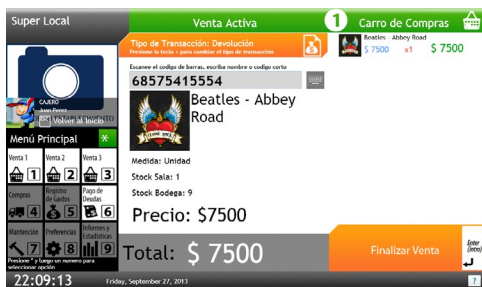 Super Local
Venta Activa
1
Carro de Compras
Tipo de Transacción: Devolución
Presione la tecla + para cambiar el tipo de transacción
Beatles - Abbey
Road
$ 7500 x1 $ 7500
Escanee el codigo de barras, escriba nombre o codigo corto
68575415554
Beatles - Abbey
Road
CLASSIC ROCK
CAJERO
Juan Perez
ESC Volver al Inicio
Menú Principal *
Venta 1 Venta 2 Venta 3
1 2 3
Compras Registro de Gastos Pago de Deudas
4 5 6
Mantención Preferencias Informes y Estadísticas
7 8 9
Presione * y luego un numero para
seleccionar opción
Medida: Unidad
Stock Sala: 1
Stock Bodega: 9
Precio: $7500
Total: $ 7500
Finalizar Venta
Enter
(Intro)
22:09:13
Friday, September 27, 2013
?